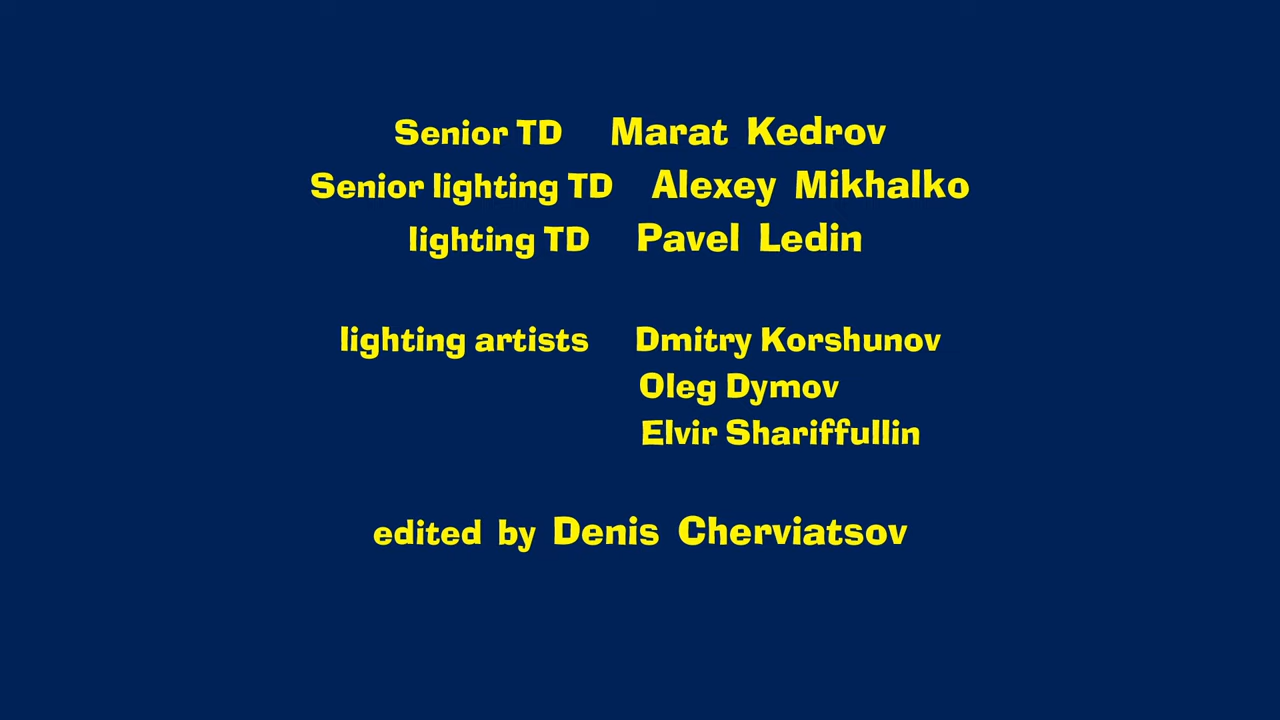 Senior TD Marat Kedrov
Senior lighting TD Alexey Mikhalko
lighting TD Pavel Ledin
lighting artists Dmitry Korshunov
Oleg Dymov
Elvir Shariffullin
edited by Denis Cherviatsov